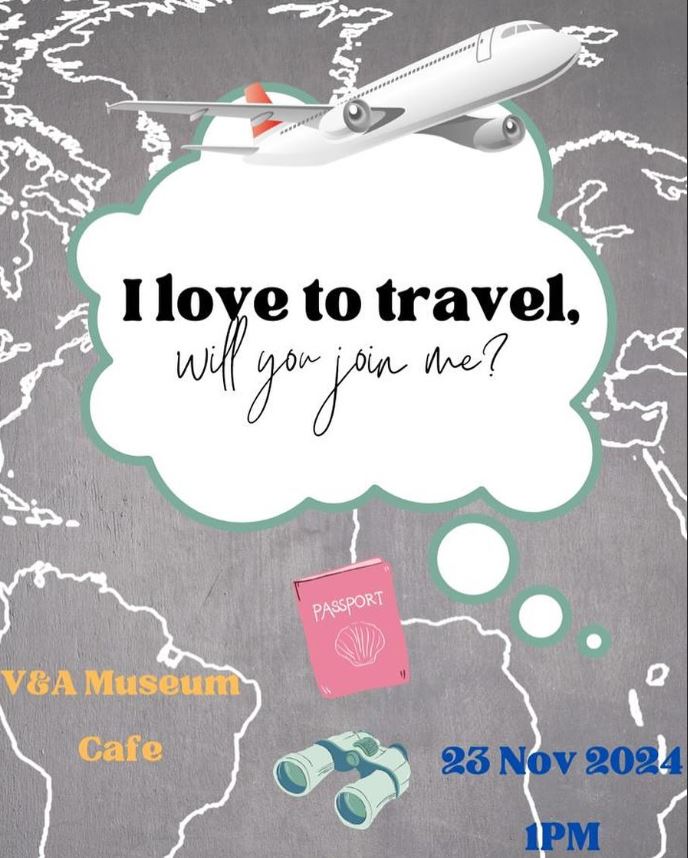 I love to travel,
will you join me?
PASSPORT
V&A Museum
Cafe
23 Nov 2024
1PM